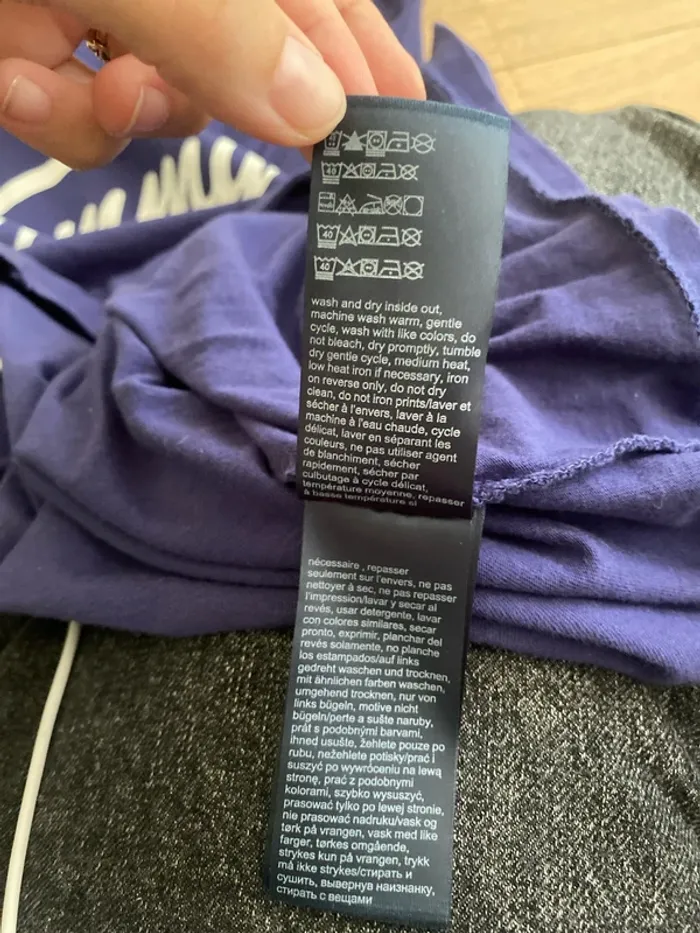 40
40
40
40
wash and dry inside out,
machine wash warm, gentle
cycle, wash with like colors, do
not bleach, dry promptly, tumble
dry gentle cycle, medium heat,
low heat iron if necessary, iron
on reverse only, do not dry
clean, do not iron prints/laver et
sécher à l'envers, laver à la
machine à l'eau chaude, cycle
délicat, laver en séparant les
couleurs, ne pas utiliser agent
de blanchiment, sécher
rapidement, sécher par
culbutage à cycle délicat,
température moyenne, repasser
à basse température si
nécessaire , repasser
seulement sur l'envers, ne pas
nettoyer à sec, ne pas repasser
l'impression/lavar y secar al
revés, usar detergente, lavar
con colores similares, secar
pronto, exprimir, planchar del
revés solamente, no planche
los estampados/auf links
gedreht waschen und trocknen,
mit ähnlichen farben waschen,
umgehend trocknen, nur von
links bügeln, motive nicht
bügeln/perte a sušte naruby,
prát s podobnými barvami,
ihned usušte, žehlete pouze po
rubu, nežehlete potisky/prać i
suszyć po wywróceniu na lewą
stronę, prać z podobnymi
kolorami, szybko wysuszyć,
prasować tylko po lewej stronie,
nie prasować nadruku/vask og
tørk på vrangen, vask med like
farger, tørkes omgående,
strykes kun på vrangen, trykk
må ikke strykes/стирать и
сушить, вывернув наизнанку,
стирать с вещами